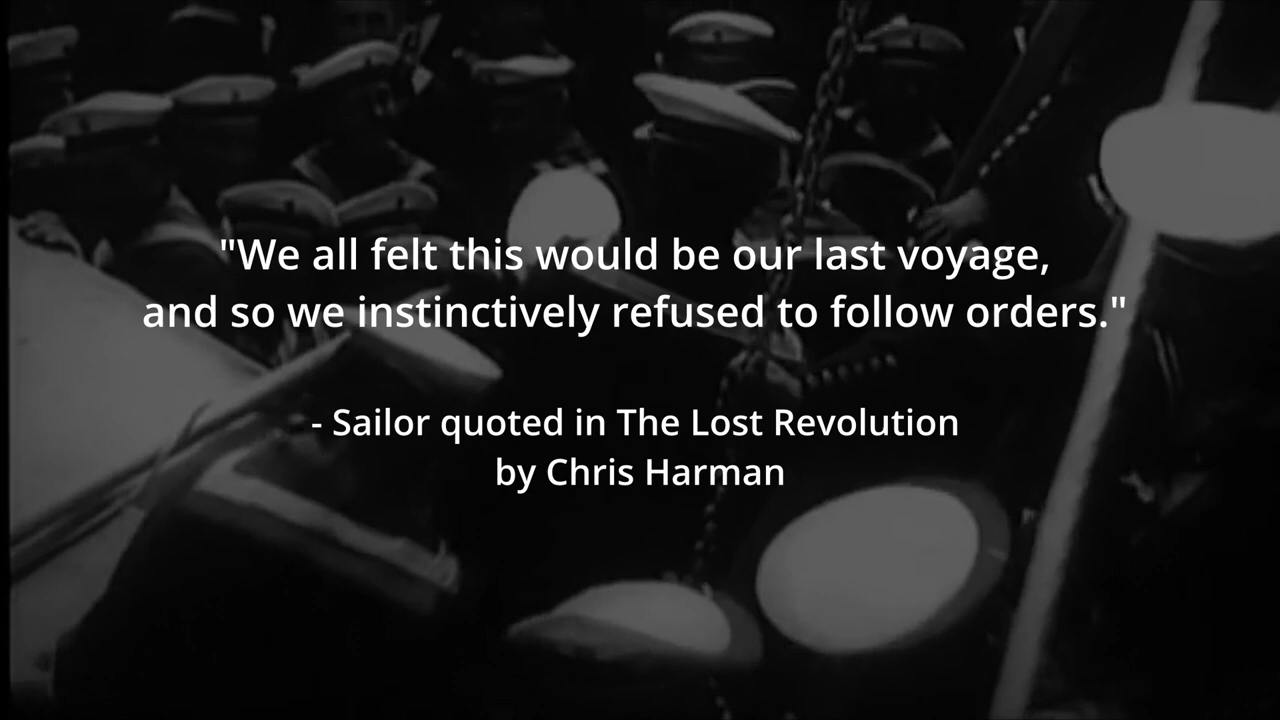 "We all felt this would be our last voyage,
and so we instinctively refused to follow orders."
- Sailor quoted in The Lost Revolution
by Chris Harman